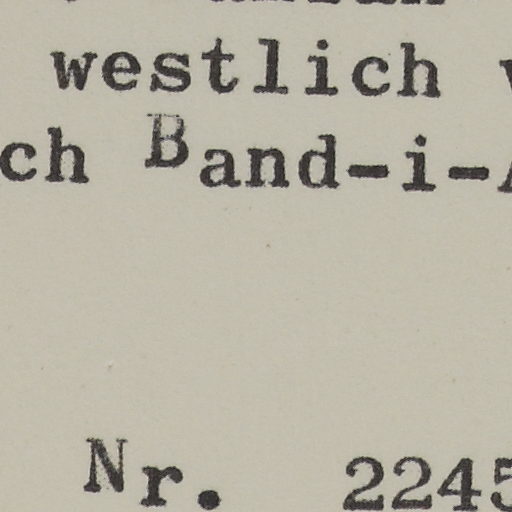 westlich
ch Band-i-
Nr. 2245